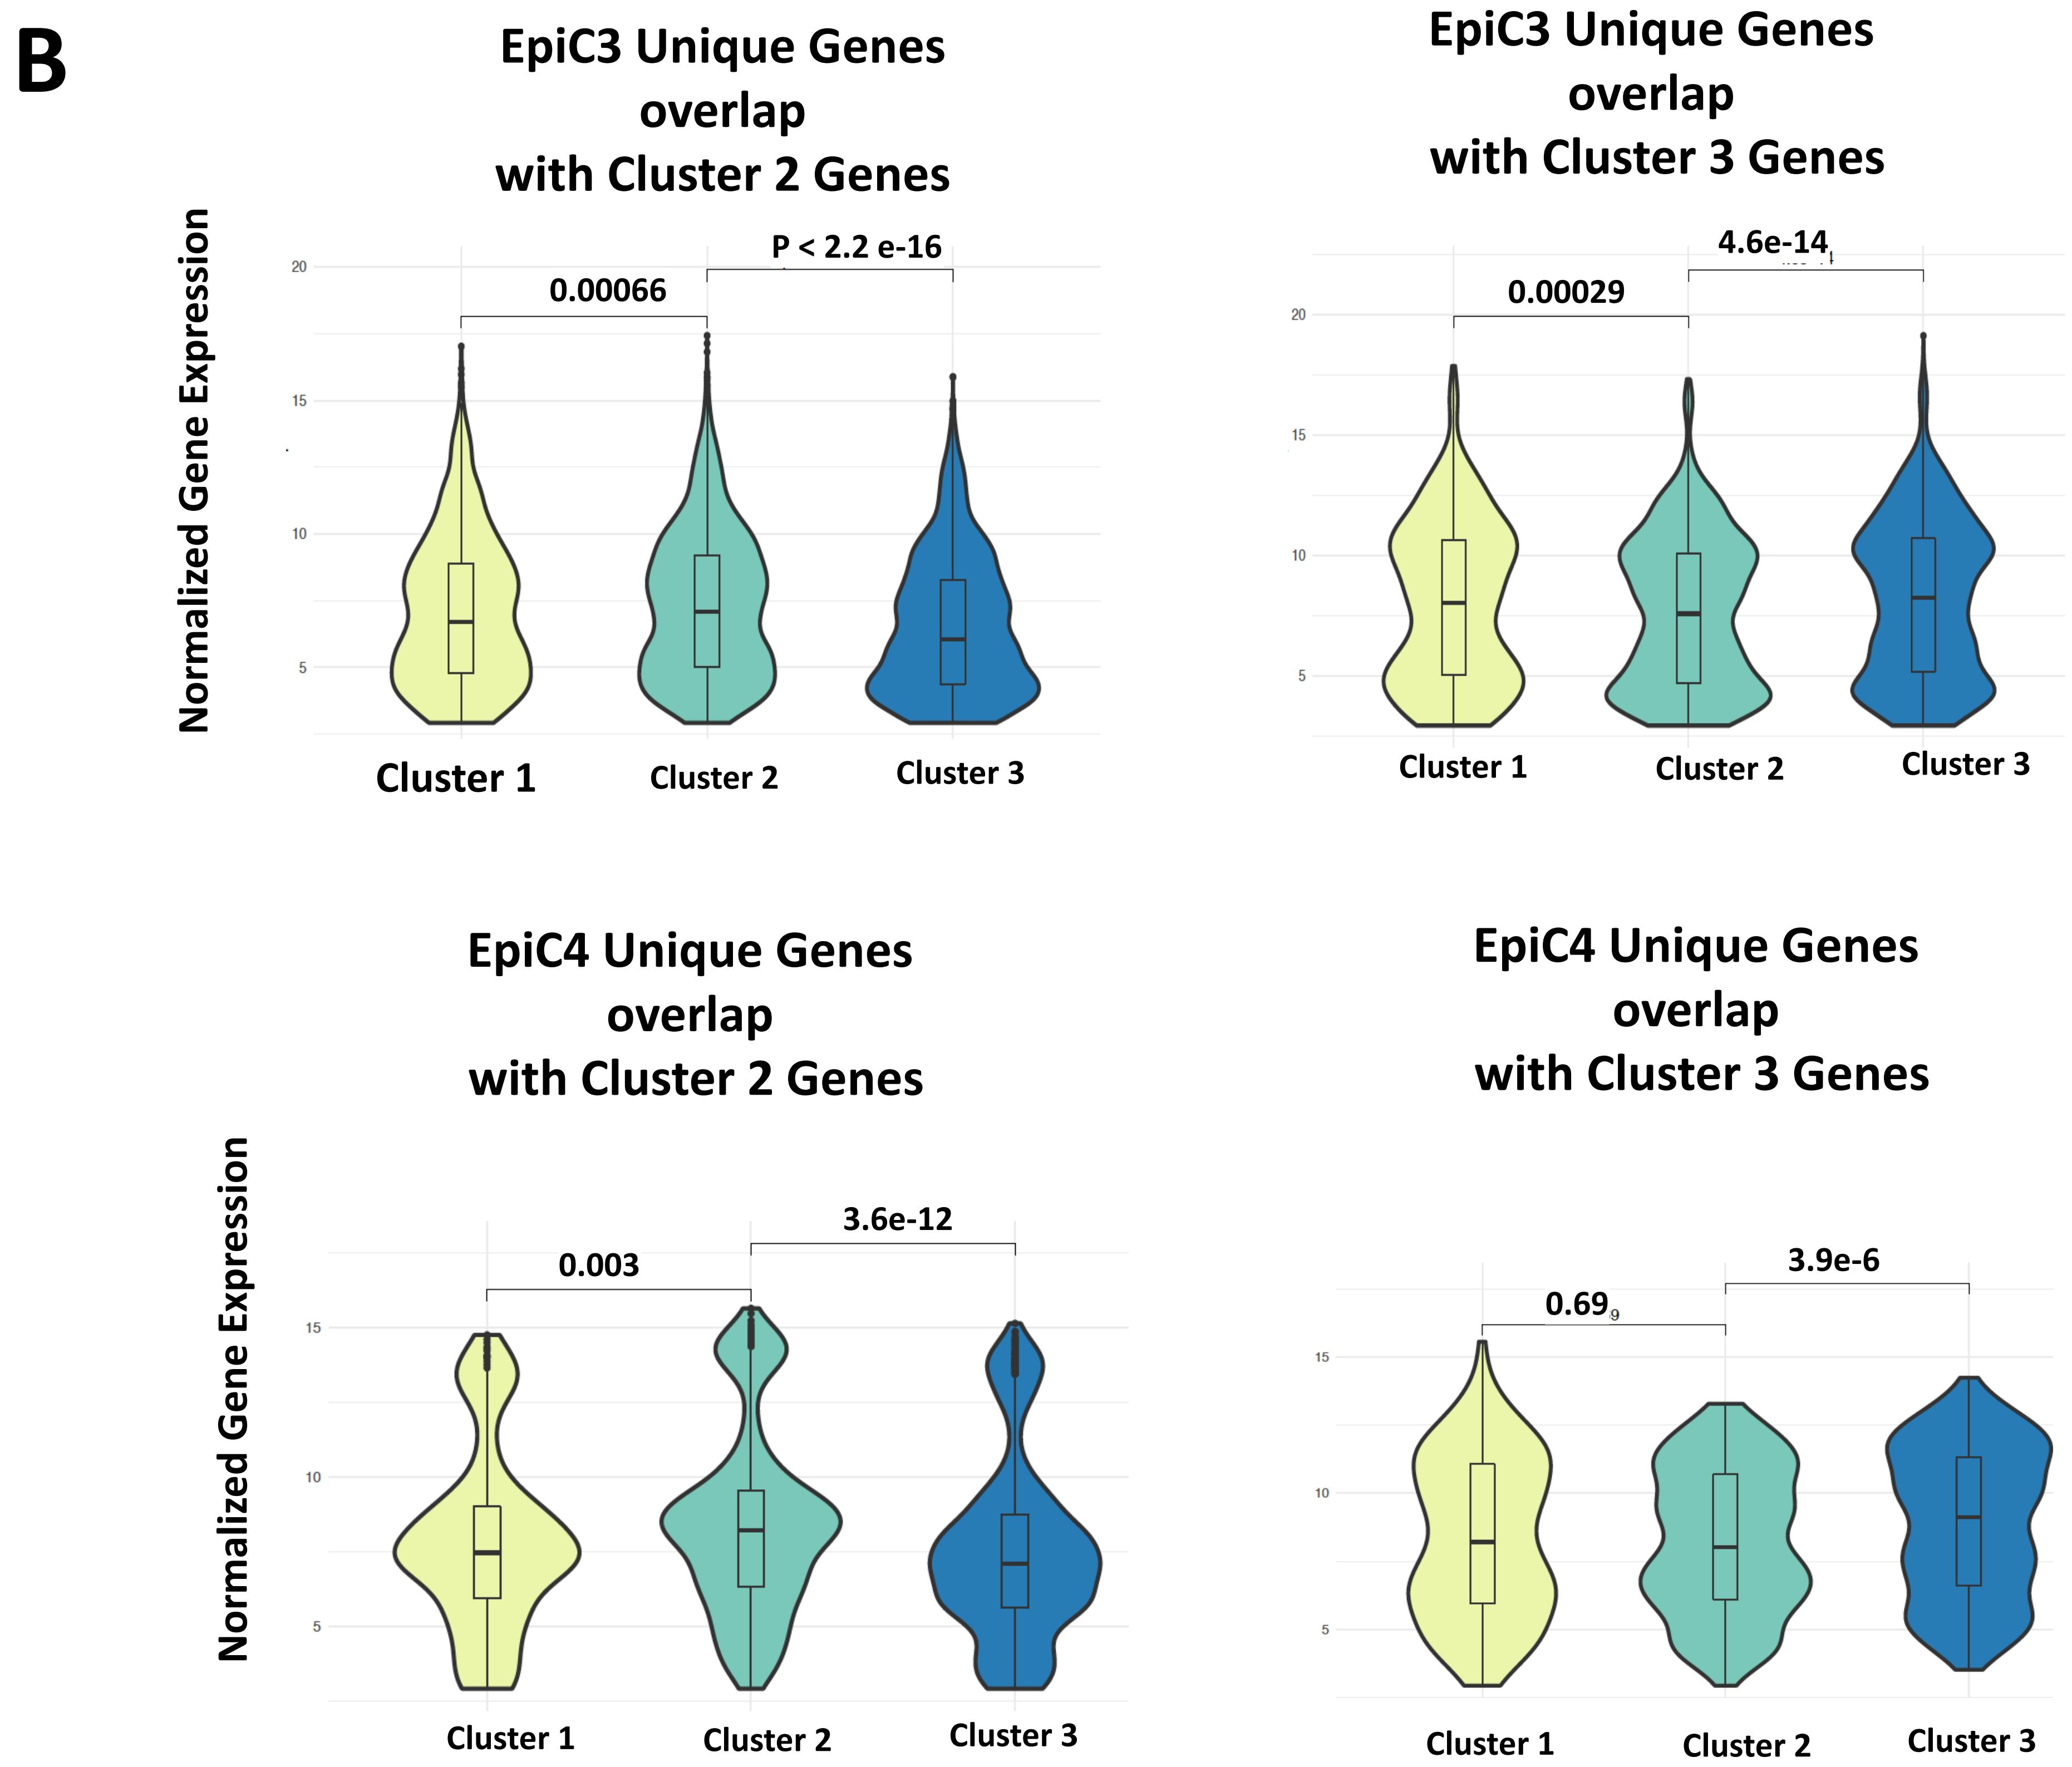 B
EpiC3 Unique Genes
overlap
with Cluster 2 Genes
Normalized Gene Expression
P < 2.2 e-16
0.00066
20
15
10
5
Cluster 1
Cluster 2
Cluster 3
EpiC3 Unique Genes
overlap
with Cluster 3 Genes
4.6e-14
0.00029
20
15
10
5
Cluster 1
Cluster 2
Cluster 3
EpiC4 Unique Genes
overlap
with Cluster 2 Genes
Normalized Gene Expression
3.6e-12
0.003
15
10
5
Cluster 1
Cluster 2
Cluster 3
EpiC4 Unique Genes
overlap
with Cluster 3 Genes
3.9e-6
0.69
9
15
10
5
Cluster 1
Cluster 2
Cluster 3